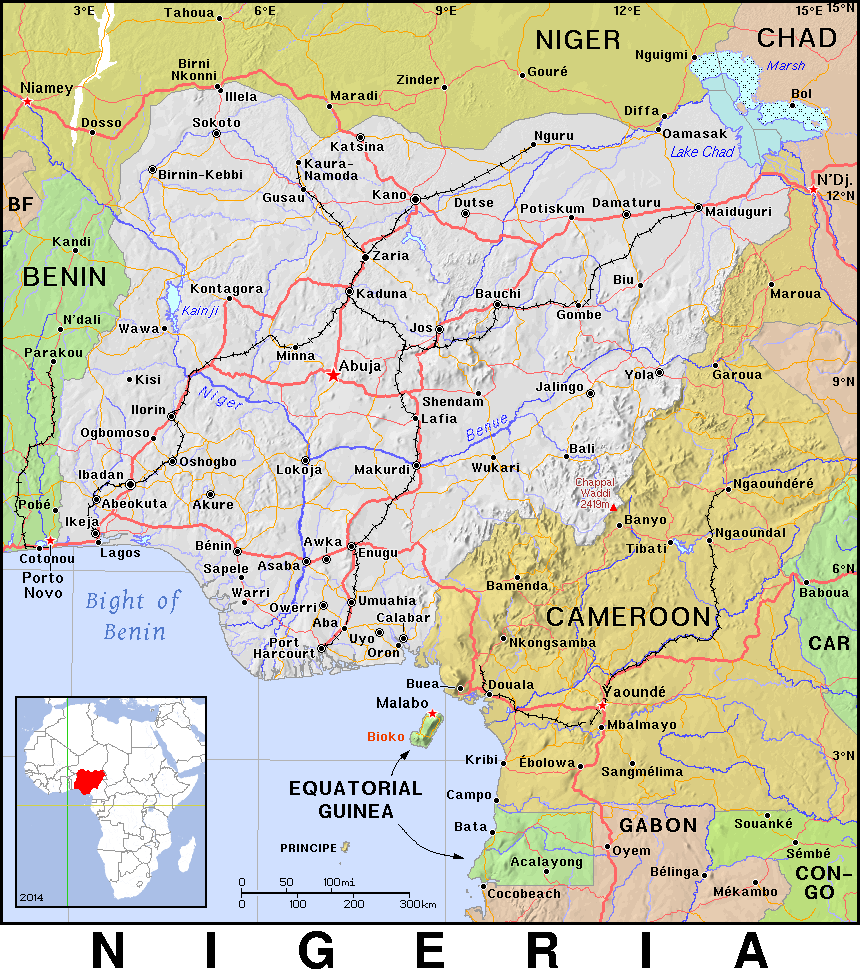 3°E
6°E
9°E
12°E
15°E
15°N
Tahoua
NIGER
CHAD
Nguigmi
Marsh
Birni
Nkonni
Zinder
Gouré
Niamey
Illela
Maradi
Bol
Diffa
Dosso
Sokoto
Katsina
Nguru
Oamasak
Lake Chad
Birnin-Kebbi
Kaura-
Namoda
N'Dj.
12°N
BF
Gusau
Kano
Dutse
Potiskum
Damaturu
Maiduguri
Kandi
Zaria
BENIN
Kontagora
Kaduna
Bauchi
Biu
Maroua
Kainji
Gombe
N'dali
Wawa
Jos
Parakou
Minna
Abuja
Kisi
Niger
Shendam
Jalingo
Yola
Garoua
9°N
Ilorin
Lafia
Benue
Ogbomoso
Bali
Oshogbo
Lokoja
Makurdi
Wukari
Ibadan
Chappal
Waddi
2419m
Ngaoundéré
Abeokuta
Akure
Pobé
Ikeja
Banyo
Ngaoundal
Tibati
Lagos
Bénin
Awka
Enugu
Cotonou
Asaba
Porto
Novo
Sapele
6°N
Bamenda
Baboua
Warri
Owerri
Umuahia
Bight of
Benin
Aba
Calabar
CAMEROON
Uyo
Port
Harcourt
Oron
Nkongsamba
CAR
Buea
Douala
Yaoundé
Malabo
Mbalmayo
Bioko
Kribi
Ébolowa
Sangmélima
3°N
EQUATORIAL
GUINEA
Campo
Bata
GABON
Souanké
PRINCIPE
Oyem
Sémbé
Acalayong
Bélinga
CON-
GO
Mékambo
Cocobeach
0 50 100mi
0 100 200 300km
2014
NIGERIA